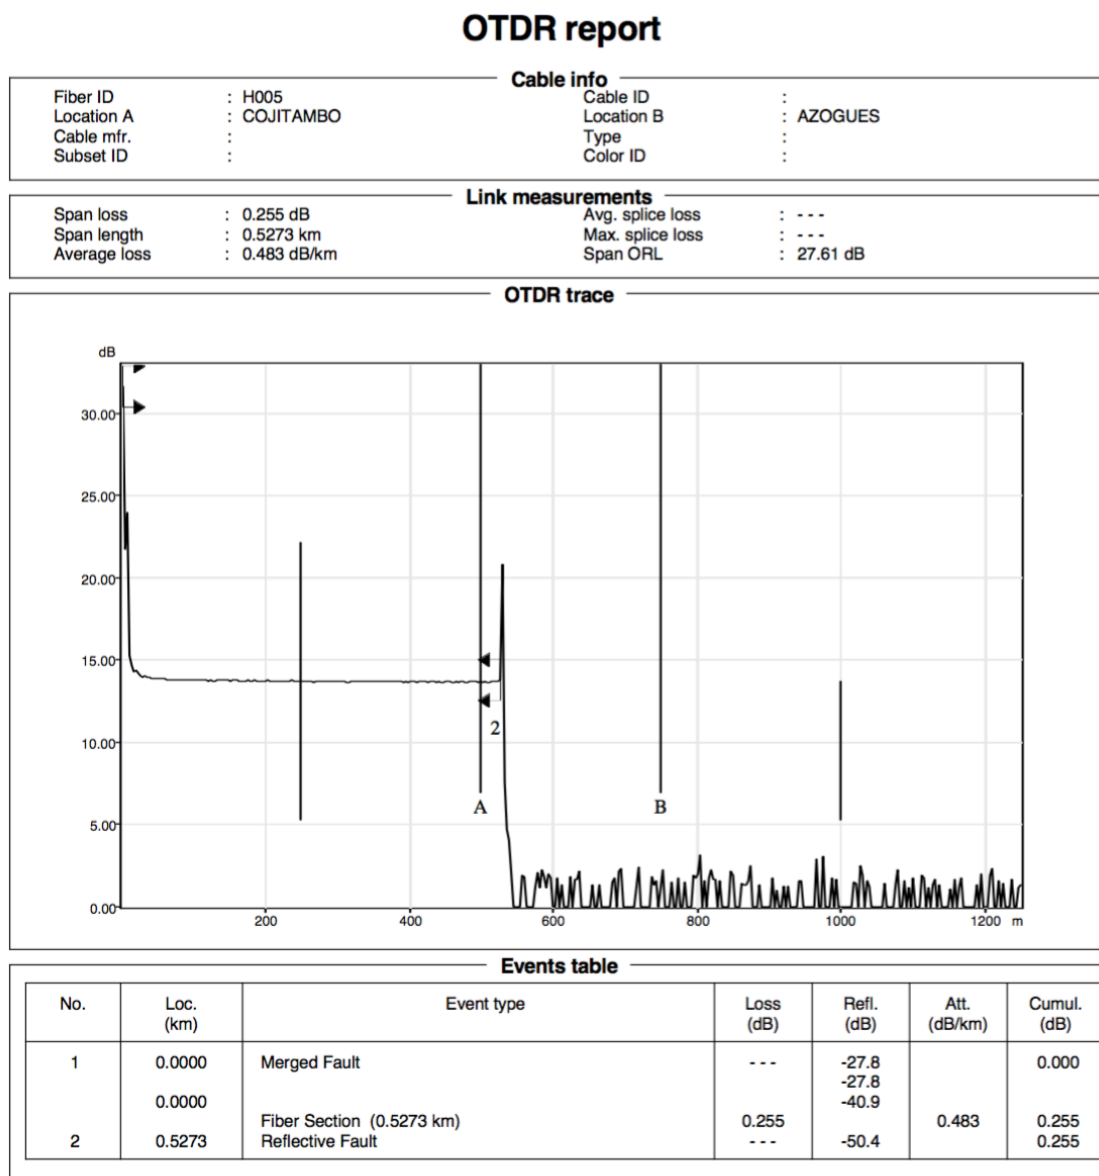 OTDR report
Cable info
Fiber ID : H005 Cable ID :
Location A : COJITAMBO Location B : AZOGUES
Cable mfr. : Type :
Subset ID : Color ID :
Link measurements
Span loss : 0.255 dB Avg. splice loss : - - -
Span length : 0.5273 km Max. splice loss : - - -
Average loss : 0.483 dB/km Span ORL : 27.61 dB
OTDR trace
dB
30.00
25.00
20.00
15.00
2
10.00
A B
5.00
0.00
200 400 600 800 1000 1200 m
Events table
No. Loc. Event type Loss Refl. Att. Cumul.
(km) (dB) (dB) (dB/km) (dB)
1 0.0000 Merged Fault - - - -27.8 0.000
-27.8
0.0000 -40.9
Fiber Section (0.5273 km) 0.255 0.483 0.255
2 0.5273 Reflective Fault - - - -50.4 0.255